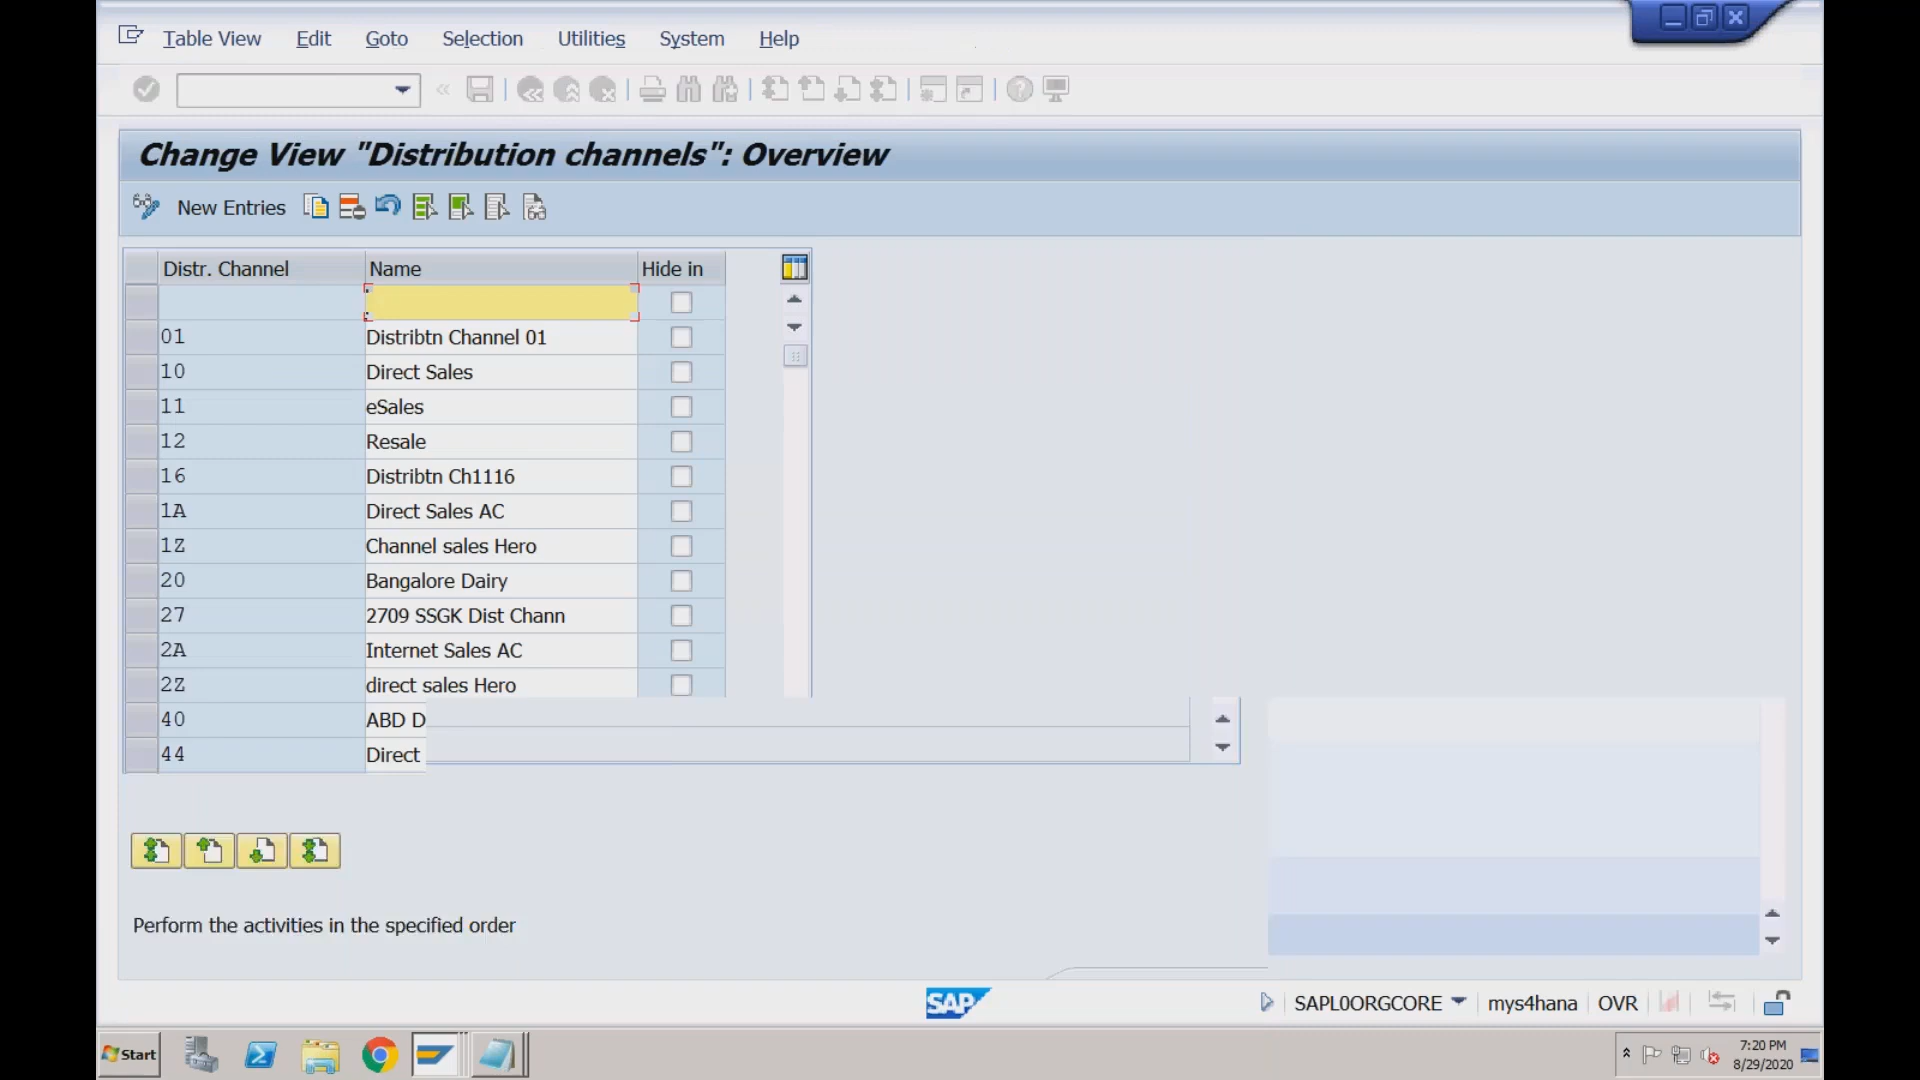 Table View Edit Goto Selection Utilities System Help
Change View "Distribution channels": Overview
New Entries
Distr. Channel Name Hide in
01 Distribtn Channel 01
10 Direct Sales
11 eSales
12 Resale
16 Distribtn Ch1116
1A Direct Sales AC
1Z Channel sales Hero
20 Bangalore Dairy
27 2709 SSGK Dist Chann
2A Internet Sales AC
2Z direct sales Hero
40 ABD D
44 Direct
Perform the activities in the specified order
SAP SAPL0ORGCORE mys4hana OVR
Start 7:20 PM
8/29/2020